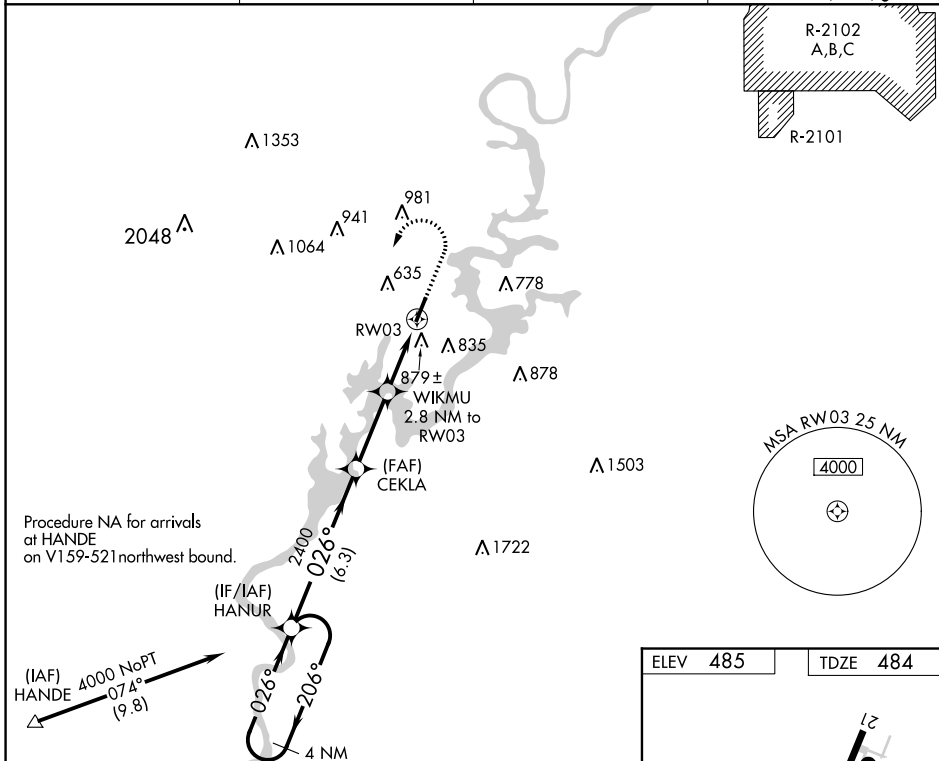 R-2102
A,B,C
R-2101
1353
2048
1064
941
981
635
778
RW03
835
879±
WIKMU
2.8 NM to
RW03
878
(FAF)
CEKLA
1503
MSA RW03 25 NM
4000
Procedure NA for arrivals
at HANDE
on V159-521 northwest bound.
2400
026°
(6.3)
1722
(IF/IAF)
HANUR
(IAF)
HANDE
4000 NoPT
074°
(9.8)
026°
206°
4 NM
ELEV 485
TDZE 484
21